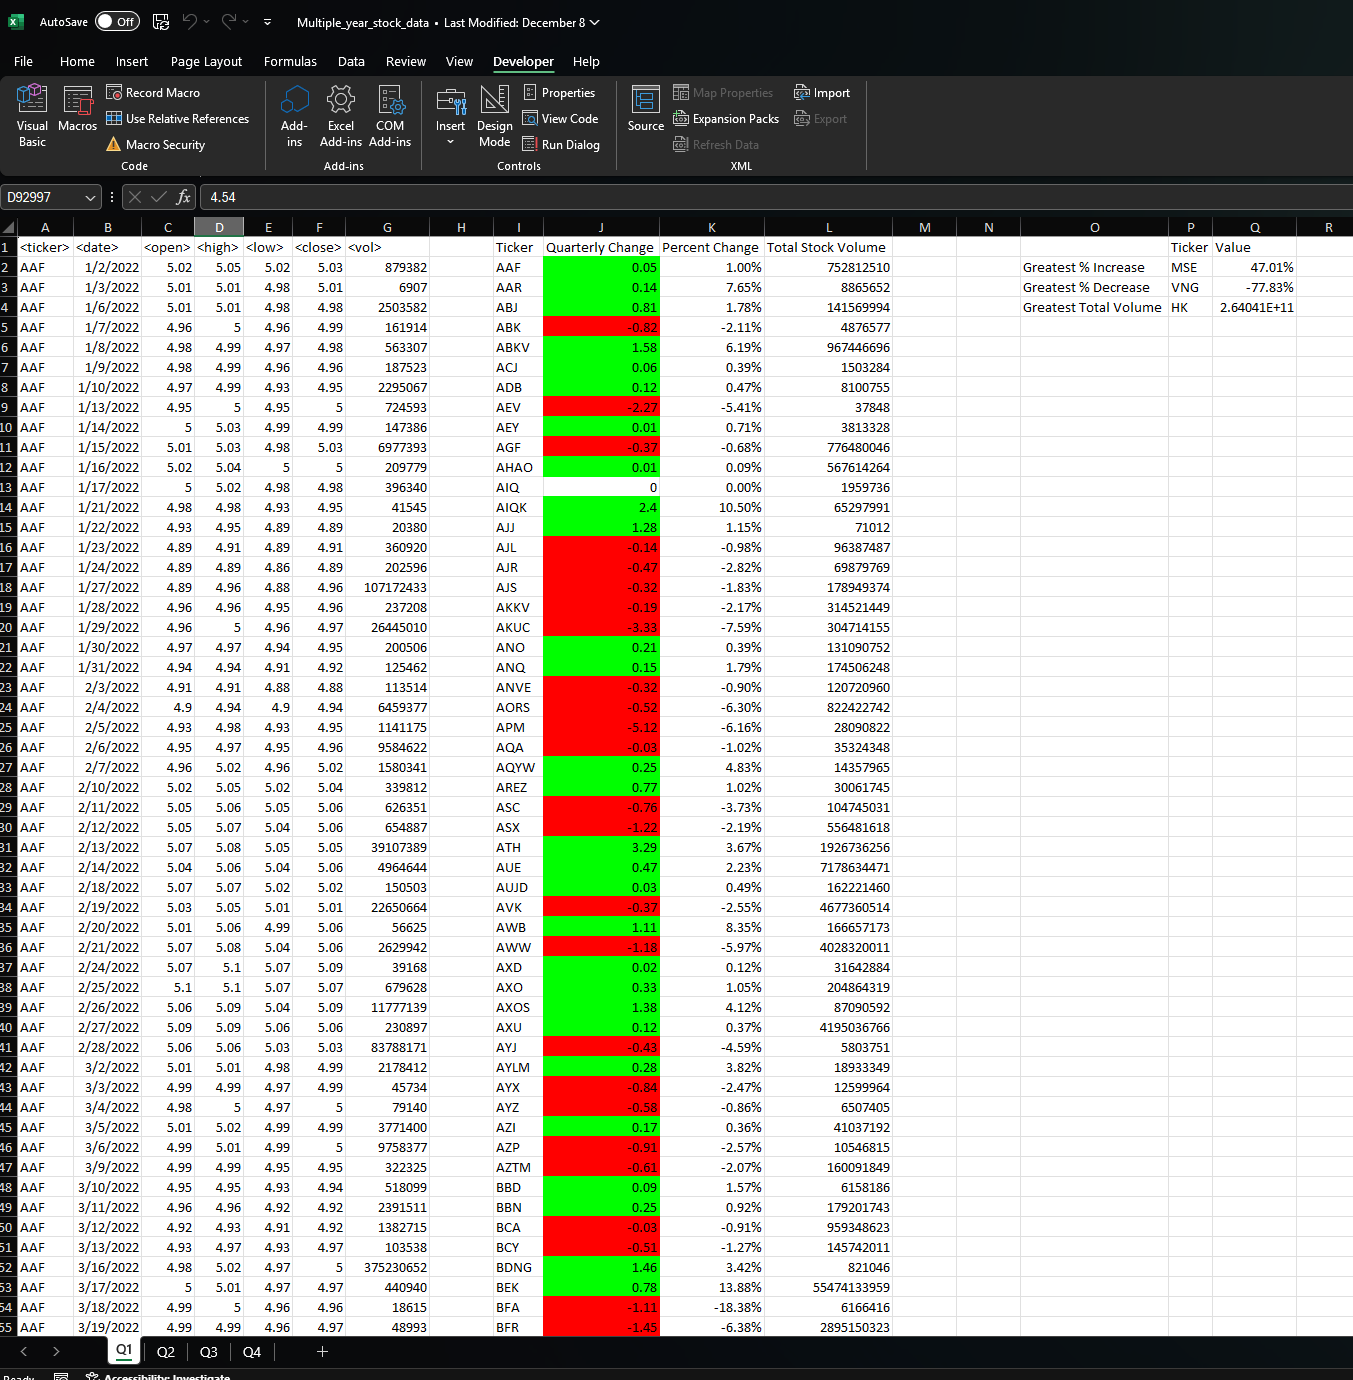 AutoSave Off Multiple_year_stock_data • Last Modified: December 8
File Home Insert Page Layout Formulas Data Review View Developer Help
Visual Basic
Macros
Record Macro
Use Relative References
Macro Security
Code
Add-ins
Excel Add-ins
COM Add-ins
Add-ins
Insert
Design Mode
Properties
View Code
Run Dialog
Controls
Source
Map Properties
Expansion Packs
Refresh Data
Import
Export
XML
D92997 fx 4.54
A B C D E F G H I J K L M N O P Q R
1 <ticker> <date> <open> <high> <low> <close> <vol> Ticker Quarterly Change Percent Change Total Stock Volume Ticker Value
2 AAF 1/2/2022 5.02 5.05 5.02 5.03 879382 AAF 0.05 1.00% 752812510 Greatest % Increase MSE 47.01%
3 AAF 1/3/2022 5.01 5.01 4.98 5.01 6907 AAR 0.14 7.65% 8865652 Greatest % Decrease VNG -77.83%
4 AAF 1/6/2022 5.01 5.01 4.98 4.98 2503582 ABJ 0.81 1.78% 141569994 Greatest Total Volume HK 2.64041E+11
5 AAF 1/7/2022 4.96 5 4.96 4.99 161914 ABK -0.82 -2.11% 4876577
6 AAF 1/8/2022 4.98 4.99 4.97 4.98 563307 ABKV 1.58 6.19% 967446696
7 AAF 1/9/2022 4.98 4.99 4.96 4.96 187523 ACJ 0.06 0.39% 1503284
8 AAF 1/10/2022 4.97 4.99 4.93 4.95 2295067 ADB 0.12 0.47% 8100755
9 AAF 1/13/2022 4.95 5 4.95 5 724593 AEV -2.27 -5.41% 37848
10 AAF 1/14/2022 5 5.03 4.99 4.99 147386 AEY 0.01 0.71% 3813328
11 AAF 1/15/2022 5.01 5.03 4.98 5.03 6977393 AGF -0.37 -0.68% 776480046
12 AAF 1/16/2022 5.02 5.04 5 5 209779 AHAO 0.01 0.09% 567614264
13 AAF 1/17/2022 5 5.02 4.98 4.98 396340 AIQ 0 0.00% 1959736
14 AAF 1/21/2022 4.98 4.98 4.93 4.95 41545 AIQK 2.4 10.50% 65297991
15 AAF 1/22/2022 4.93 4.95 4.89 4.89 20380 AJJ 1.28 1.15% 71012
16 AAF 1/23/2022 4.89 4.91 4.89 4.91 360920 AJL -0.14 -0.98% 96387487
17 AAF 1/24/2022 4.89 4.89 4.86 4.89 202596 AJR -0.47 -2.82% 69879769
18 AAF 1/27/2022 4.89 4.96 4.88 4.96 107172433 AJS -0.32 -1.83% 178949374
19 AAF 1/28/2022 4.96 4.96 4.95 4.96 237208 AKKV -0.19 -2.17% 314521449
20 AAF 1/29/2022 4.96 5 4.96 4.97 26445010 AKUC -3.33 -7.59% 304714155
21 AAF 1/30/2022 4.97 4.97 4.94 4.95 200506 ANO 0.21 0.39% 131090752
22 AAF 1/31/2022 4.94 4.94 4.91 4.92 125462 ANQ 0.15 1.79% 174506248
23 AAF 2/3/2022 4.91 4.91 4.88 4.88 113514 ANVE -0.32 -0.90% 120720960
24 AAF 2/4/2022 4.9 4.94 4.9 4.94 6459377 AORS -0.52 -6.30% 822422742
25 AAF 2/5/2022 4.93 4.98 4.93 4.95 1141175 APM -5.12 -6.16% 28090822
26 AAF 2/6/2022 4.95 4.97 4.95 4.96 9584622 AQA -0.03 -1.02% 35324348
27 AAF 2/7/2022 4.96 5.02 4.96 5.02 1580341 AQYW 0.25 4.83% 14357965
28 AAF 2/10/2022 5.02 5.05 5.02 5.04 339812 AREZ 0.77 1.02% 30061745
29 AAF 2/11/2022 5.05 5.06 5.05 5.06 626351 ASC -0.76 -3.73% 104745031
30 AAF 2/12/2022 5.05 5.07 5.04 5.06 654887 ASX -1.22 -2.19% 556481618
31 AAF 2/13/2022 5.07 5.08 5.05 5.05 39107389 ATH 3.29 3.67% 1926736256
32 AAF 2/14/2022 5.04 5.06 5.04 5.06 4964644 AUE 0.47 2.23% 7178634471
33 AAF 2/18/2022 5.07 5.07 5.02 5.02 150503 AUJD 0.03 0.49% 162221460
34 AAF 2/19/2022 5.03 5.05 5.01 5.01 22650664 AVK -0.37 -2.55% 4677360514
35 AAF 2/20/2022 5.01 5.06 4.99 5.06 56625 AWB 1.11 8.35% 166657173
36 AAF 2/21/2022 5.07 5.08 5.04 5.06 2629942 AWW -1.18 -5.97% 4028320011
37 AAF 2/24/2022 5.07 5.1 5.07 5.09 39168 AXD 0.02 0.12% 31642884
38 AAF 2/25/2022 5.1 5.1 5.07 5.07 679628 AXO 0.33 1.05% 204864319
39 AAF 2/26/2022 5.06 5.09 5.04 5.09 11777139 AXOS 1.38 4.12% 87090592
40 AAF 2/27/2022 5.09 5.09 5.06 5.06 230897 AXU 0.12 0.37% 4195036766
41 AAF 2/28/2022 5.06 5.06 5.03 5.03 83788171 AYJ -0.43 -4.59% 5803751
42 AAF 3/2/2022 5.01 5.01 4.98 4.99 2178412 AYLM 0.28 3.82% 18933349
43 AAF 3/3/2022 4.99 4.99 4.97 4.99 45734 AYX -0.84 -2.47% 12599964
44 AAF 3/4/2022 4.98 5 4.97 5 79140 AYZ -0.58 -0.86% 6507405
45 AAF 3/5/2022 5.01 5.02 4.99 4.99 3771400 AZI 0.17 0.36% 41037192
46 AAF 3/6/2022 4.99 5.01 4.99 5 9758377 AZP -0.91 -2.57% 10546815
47 AAF 3/9/2022 4.99 4.99 4.95 4.95 322325 AZTM -0.61 -2.07% 160091849
48 AAF 3/10/2022 4.95 4.95 4.93 4.94 518099 BBD 0.09 1.57% 6158186
49 AAF 3/11/2022 4.96 4.96 4.92 4.92 2391511 BBN 0.25 0.92% 179201743
50 AAF 3/12/2022 4.92 4.93 4.91 4.92 1382715 BCA -0.03 -0.91% 959348623
51 AAF 3/13/2022 4.93 4.97 4.93 4.97 103538 BCY -0.51 -1.27% 145742011
52 AAF 3/16/2022 4.98 5.02 4.97 5 375230652 BDNG 1.46 3.42% 821046
53 AAF 3/17/2022 5 5.01 4.97 4.97 440940 BEK 0.78 13.88% 55474133959
54 AAF 3/18/2022 4.99 5 4.96 4.96 18615 BFA -1.11 -18.38% 6166416
55 AAF 3/19/2022 4.99 4.99 4.96 4.97 48993 BFR -1.45 -6.38% 2895150323
Q1 Q2 Q3 Q4 +
Ready Accessibility: Investigate